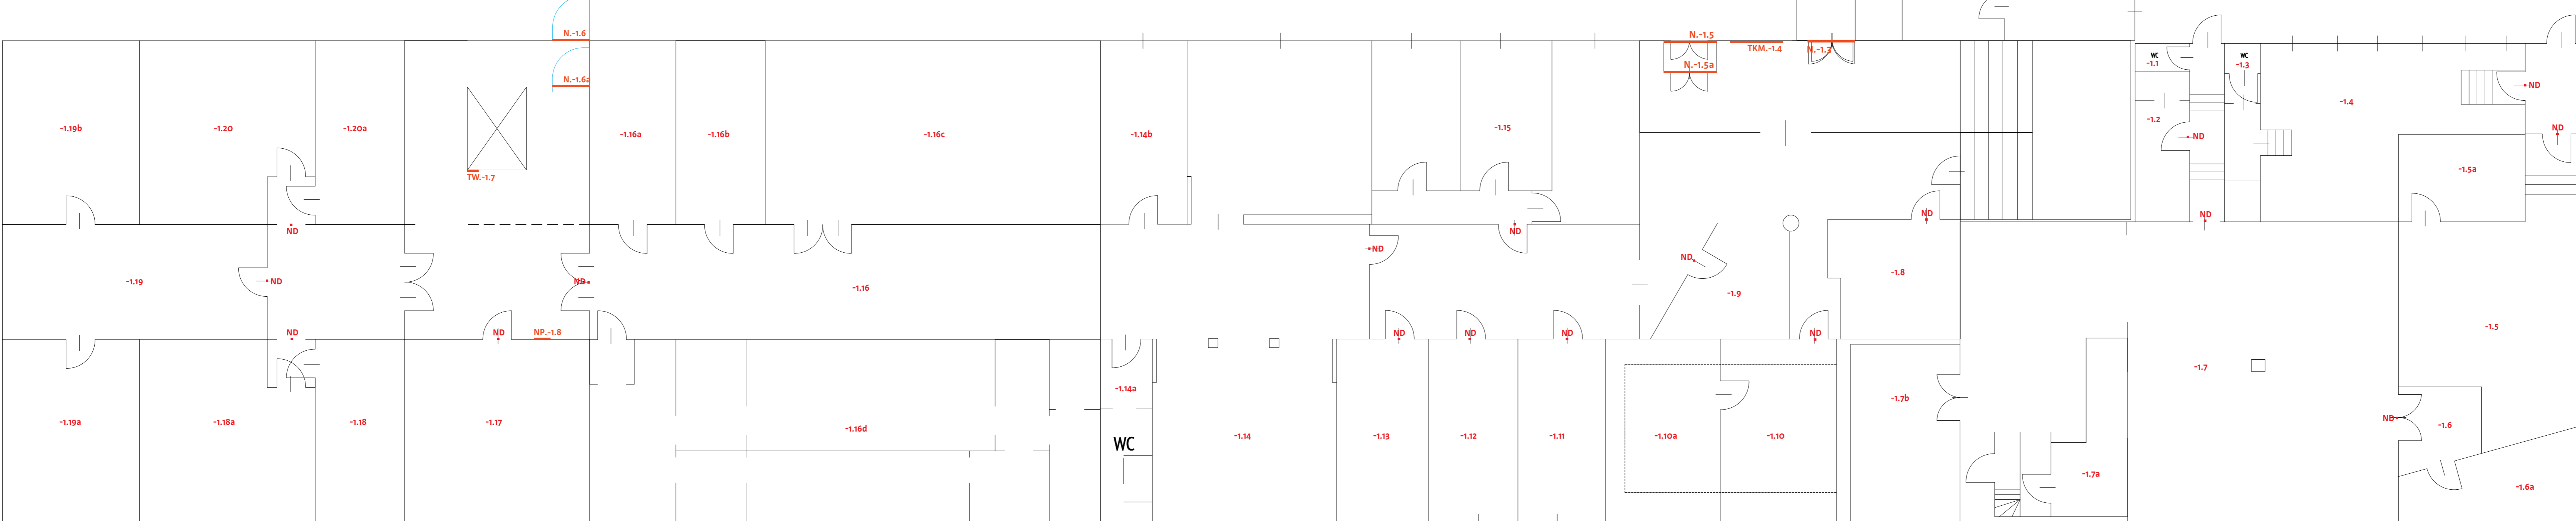 N.-1.6
N.-1.5
TKM.-1.4
N.-1.3
WC
-1.1
WC
-1.3
N.-1.5a
N.-1.6a
ND
-1.4
-1.2
-1.19b
-1.20
-1.20a
-1.16a
-1.16b
-1.16c
-1.14b
-1.15
ND
ND
-1.5a
TW.-1.7
ND
ND
ND
ND
ND
ND
-1.8
-1.19
ND
ND
-1.16
-1.9
-1.5
ND
ND
NP.-1.8
ND
ND
ND
ND
-1.7
-1.14a
-1.7b
-1.19a
-1.18a
-1.18
-1.17
-1.16d
WC
-1.14
-1.13
-1.12
-1.11
-1.10a
-1.10
ND
-1.6
-1.7a
-1.6a